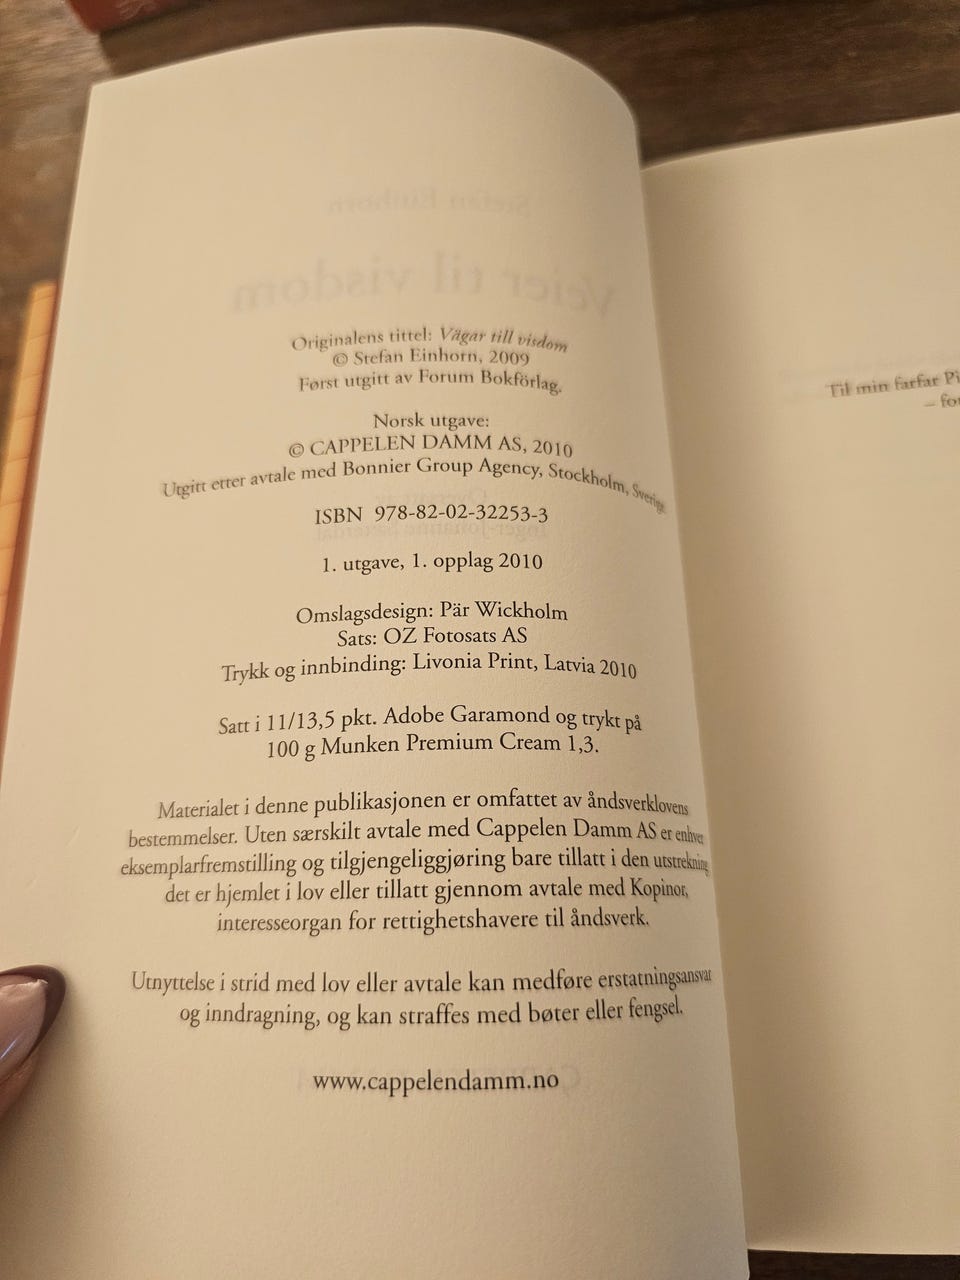 Originalens tittel: Vägar till visdom
© Stefan Einhorn, 2009
Først utgitt av Forum Bokförlag.
Norsk utgave:
© CAPPELEN DAMM AS, 2010
Utgitt etter avtale med Bonnier Group Agency, Stockholm, Sverige
ISBN 978-82-02-32253-3
1. utgave, 1. opplag 2010
Omslagsdesign: Pär Wickholm
Sats: OZ Fotosats AS
Trykk og innbinding: Livonia Print, Latvia 2010
Satt i 11/13,5 pkt. Adobe Garamond og trykt på
100 g Munken Premium Cream 1,3.
Materialet i denne publikasjonen er omfattet av åndsverklovens
bestemmelser. Uten særskilt avtale med Cappelen Damm AS er enhver
eksemplarfremstilling og tilgjengeliggjøring bare tillatt i den utstrekning
det er hjemlet i lov eller tillatt gjennom avtale med Kopinor,
interesseorgan for rettighetshavere til åndsverk.
Utnyttelse i strid med lov eller avtale kan medføre erstatningsansvar
og inndragning, og kan straffes med bøter eller fengsel.
www.cappelendamm.no
Til min farfar
Stefan Einhorn
Veier til visdom